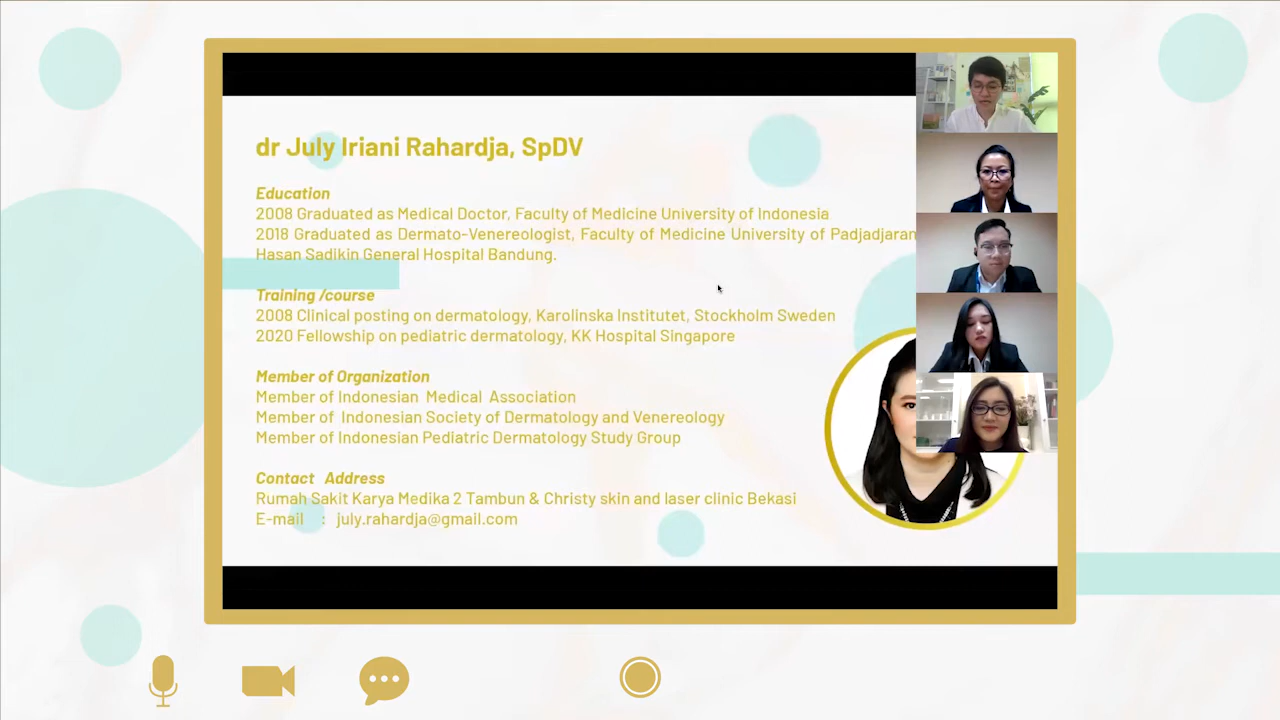 dr July Iriani Rahardja, SpDV
Education
2008 Graduated as Medical Doctor, Faculty of Medicine University of Indonesia
2018 Graduated as Dermato-Venereologist, Faculty of Medicine University of Padjadjaran
Hasan Sadikin General Hospital Bandung.
Training /course
2008 Clinical posting on dermatology, Karolinska Institutet, Stockholm Sweden
2020 Fellowship on pediatric dermatology, KK Hospital Singapore
Member of Organization
Member of Indonesian Medical Association
Member of Indonesian Society of Dermatology and Venereology
Member of Indonesian Pediatric Dermatology Study Group
Contact Address
Rumah Sakit Karya Medika 2 Tambun & Christy skin and laser clinic Bekasi
E-mail : july.rahardja@gmail.com